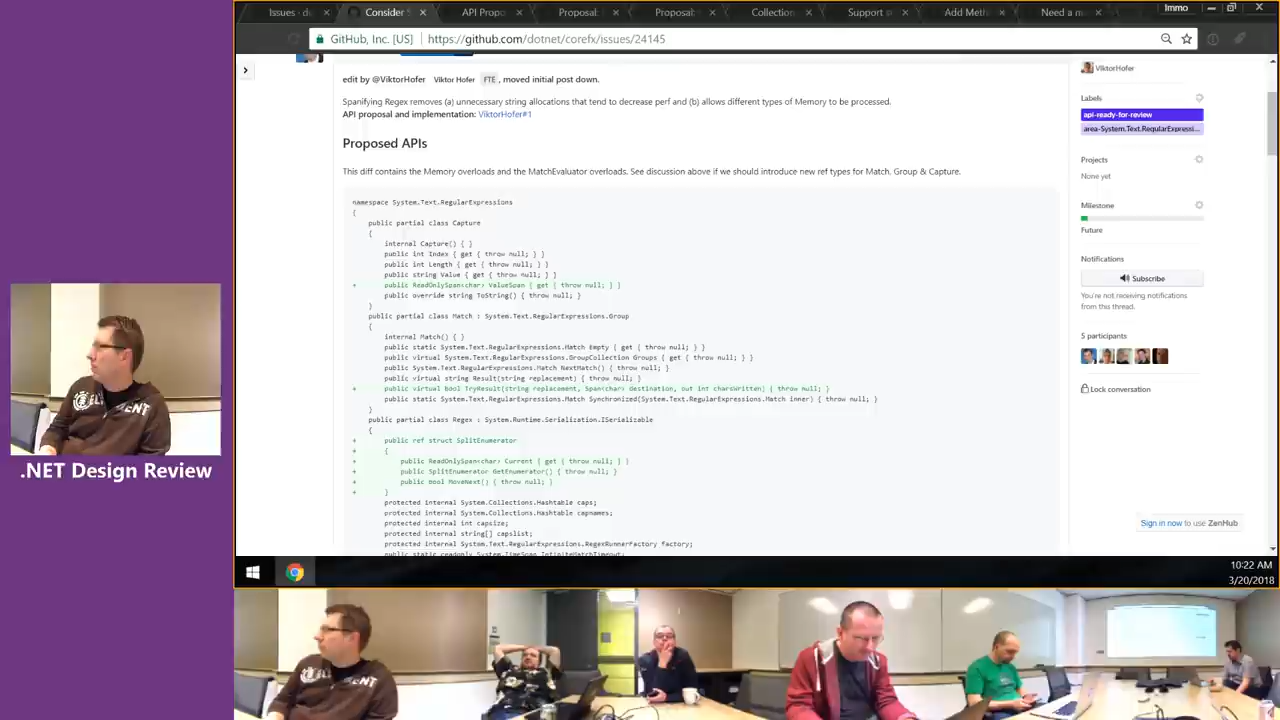 Issues - d
Consider
API Propo
Proposal:
Proposal:
Collection
Support s
Add Meth
Need a m
Immo
GitHub, Inc. [US]
https://github.com/dotnet/corefx/issues/24145
edit by @ViktorHofer Viktor Hofer FTE , moved initial post down.
Spanifying Regex removes (a) unnecessary string allocations that tend to decrease perf and (b) allows different types of Memory to be processed.
API proposal and implementation: ViktorHofer#1
Proposed APIs
This diff contains the Memory overloads and the MatchEvaluator overloads. See discussion above if we should introduce new ref types for Match, Group & Capture.
namespace System.Text.RegularExpressions
{
public partial class Capture
{
internal Capture() { }
public int Index { get { throw null; } }
public int Length { get { throw null; } }
public string Value { get { throw null; } }
+ public ReadOnlySpan<char> ValueSpan { get { throw null; } }
public override string ToString() { throw null; }
}
public partial class Match : System.Text.RegularExpressions.Group
{
internal Match() { }
public static System.Text.RegularExpressions.Match Empty { get { throw null; } }
public virtual System.Text.RegularExpressions.GroupCollection Groups { get { throw null; } }
public System.Text.RegularExpressions.Match NextMatch() { throw null; }
public virtual string Result(string replacement) { throw null; }
+ public virtual bool TryResult(string replacement, Span<char> destination, out int charsWritten) { throw null; }
public static System.Text.RegularExpressions.Match Synchronized(System.Text.RegularExpressions.Match inner) { throw null; }
}
public partial class Regex : System.Runtime.Serialization.ISerializable
{
+ public ref struct SplitEnumerator
+ {
+ public ReadOnlySpan<char> Current { get { throw null; } }
+ public SplitEnumerator GetEnumerator() { throw null; }
+ public bool MoveNext() { throw null; }
+ }
protected internal System.Collections.Hashtable caps;
protected internal System.Collections.Hashtable capnames;
protected internal int capsize;
protected internal string[] capslist;
protected internal System.Text.RegularExpressions.RegexRunnerFactory factory;
public static readonly System.TimeSpan InfiniteMatchTimeout;
ViktorHofer
Labels
api-ready-for-review
area-System.Text.RegularExpressi...
Projects
None yet
Milestone
Future
Notifications
Subscribe
You're not receiving notifications
from this thread.
5 participants
Lock conversation
Sign in now to use ZenHub
10:22 AM
3/20/2018
.NET Design Review